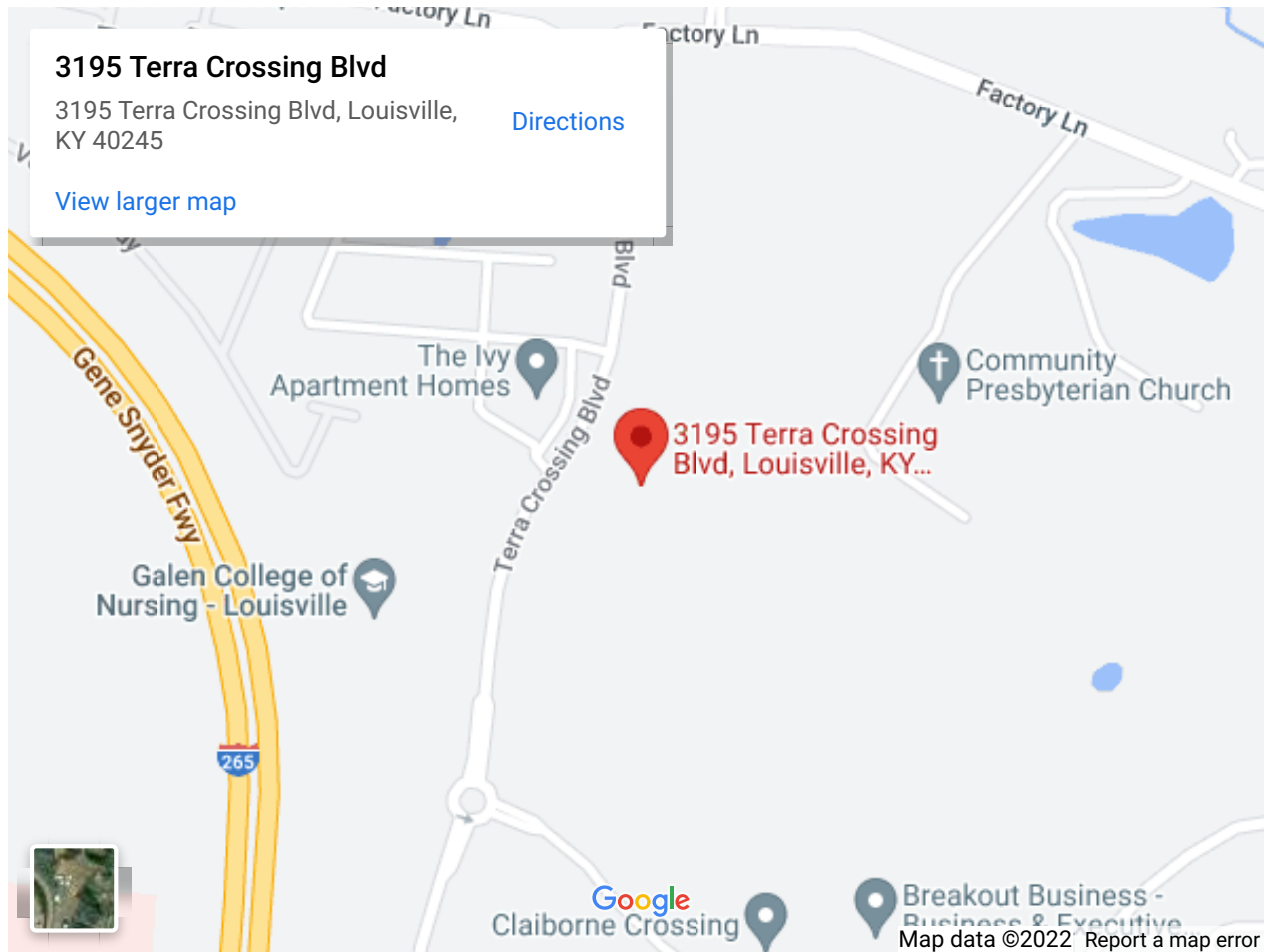 Factory Ln
Factory Ln
3195 Terra Crossing Blvd
3195 Terra Crossing Blvd, Louisville,
KY 40245
Directions
View larger map
Factory Ln
Blvd
The Ivy
Apartment Homes
Community
Presbyterian Church
Gene Snyder Fwy
Terra Crossing Blvd
3195 Terra Crossing
Blvd, Louisville, KY...
Galen College of
Nursing - Louisville
265
Google
Claiborne Crossing
Breakout Business -
Business & Executive...
Map data ©2022 Report a map error